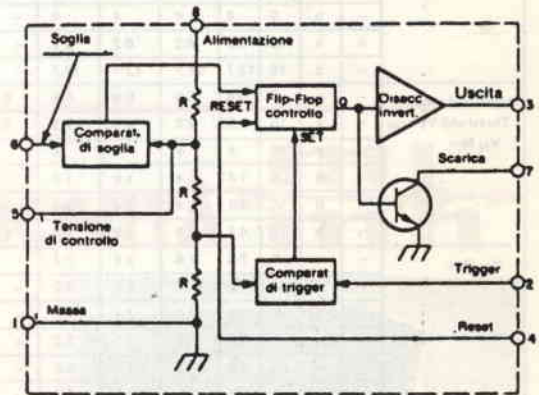 8
Soglia
Alimentazione
R
RESET
Flip-Flop
controllo
Q
Disacc.
invert.
Uscita
3
6
Comparat.
di soglia
SET
Scarica
7
R
5
Tensione
di controllo
Comparat
di trigger
Trigger
2
R
1
Massa
Reset
4